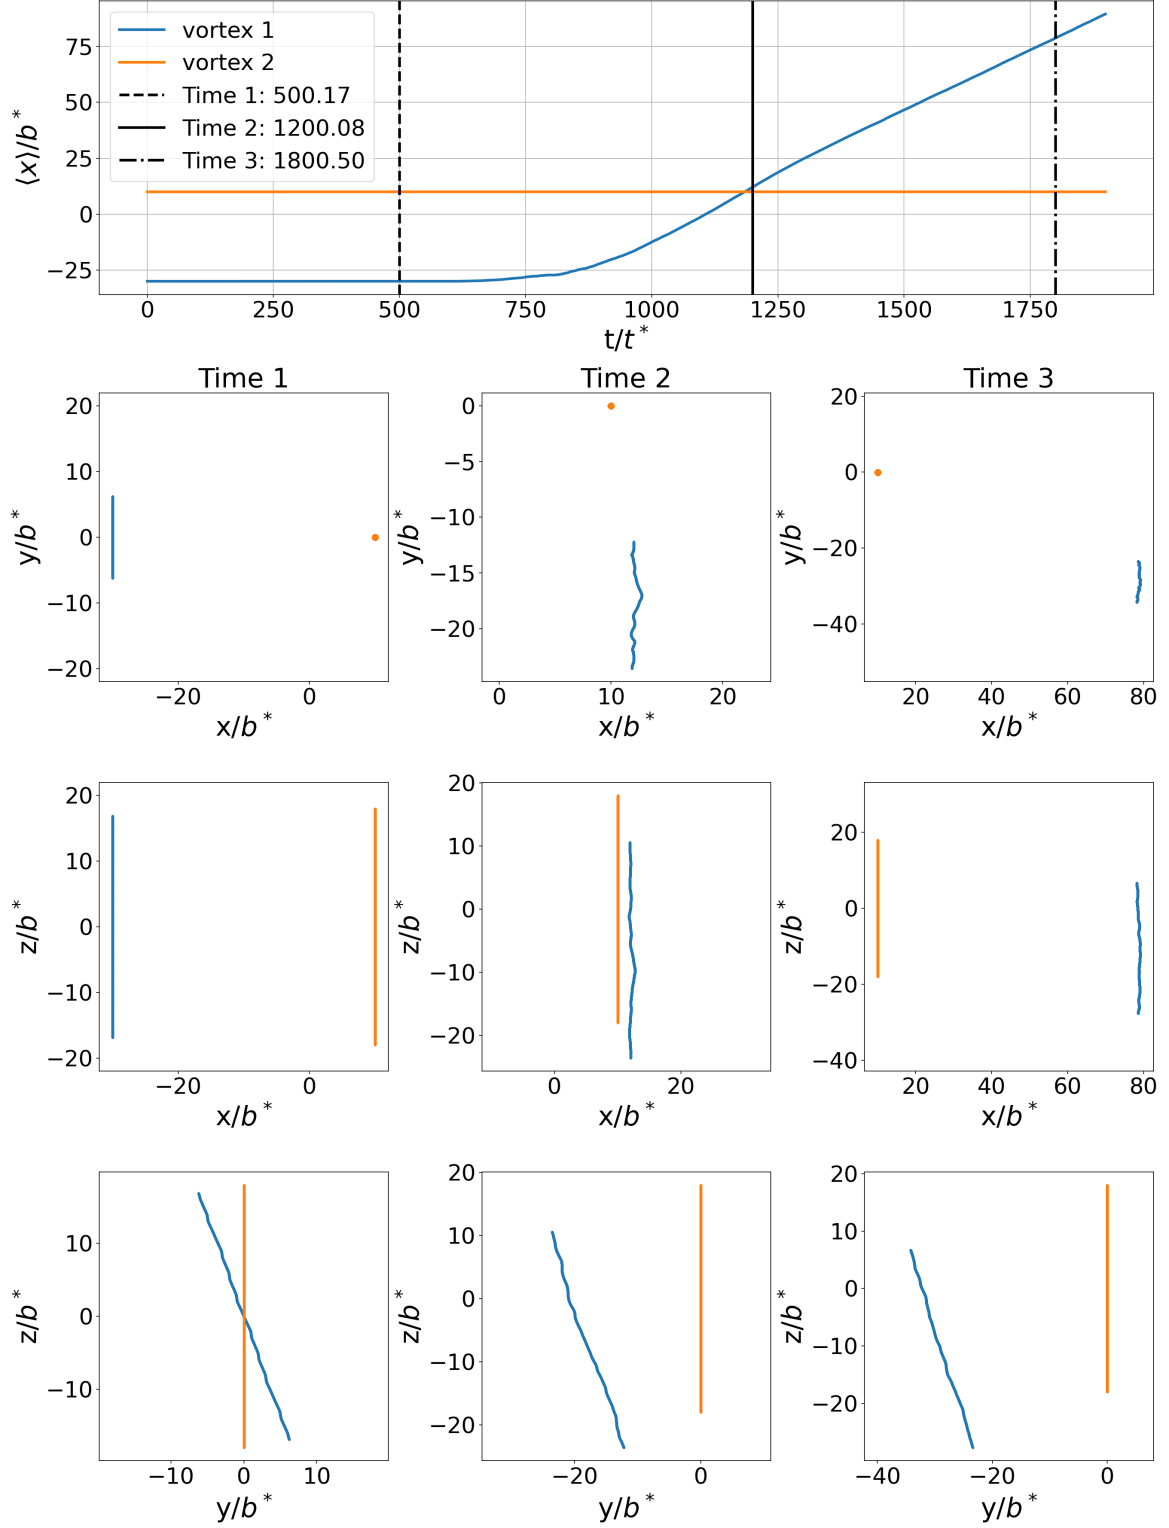 vortex 1
vortex 2
Time 1: 500.17
Time 2: 1200.08
Time 3: 1800.50
⟨x⟩/b*
75
50
25
0
−25
0 250 500 750 1000 1250 1500 1750
t/t*
Time 1 Time 2 Time 3
y/b*
20
10
0
−10
−20
−20 0
x/b*
y/b*
0
−5
−10
−15
−20
0 10 20
x/b*
y/b*
20
0
−20
−40
20 40 60 80
x/b*
z/b*
20
10
0
−10
−20
−20 0
x/b*
z/b*
20
10
0
−10
−20
0 20
x/b*
z/b*
20
0
−20
−40
20 40 60 80
x/b*
z/b*
10
0
−10
−10 0 10
y/b*
z/b*
20
10
0
−10
−20
−20 0
y/b*
z/b*
20
10
0
−10
−20
−40 −20 0
y/b*